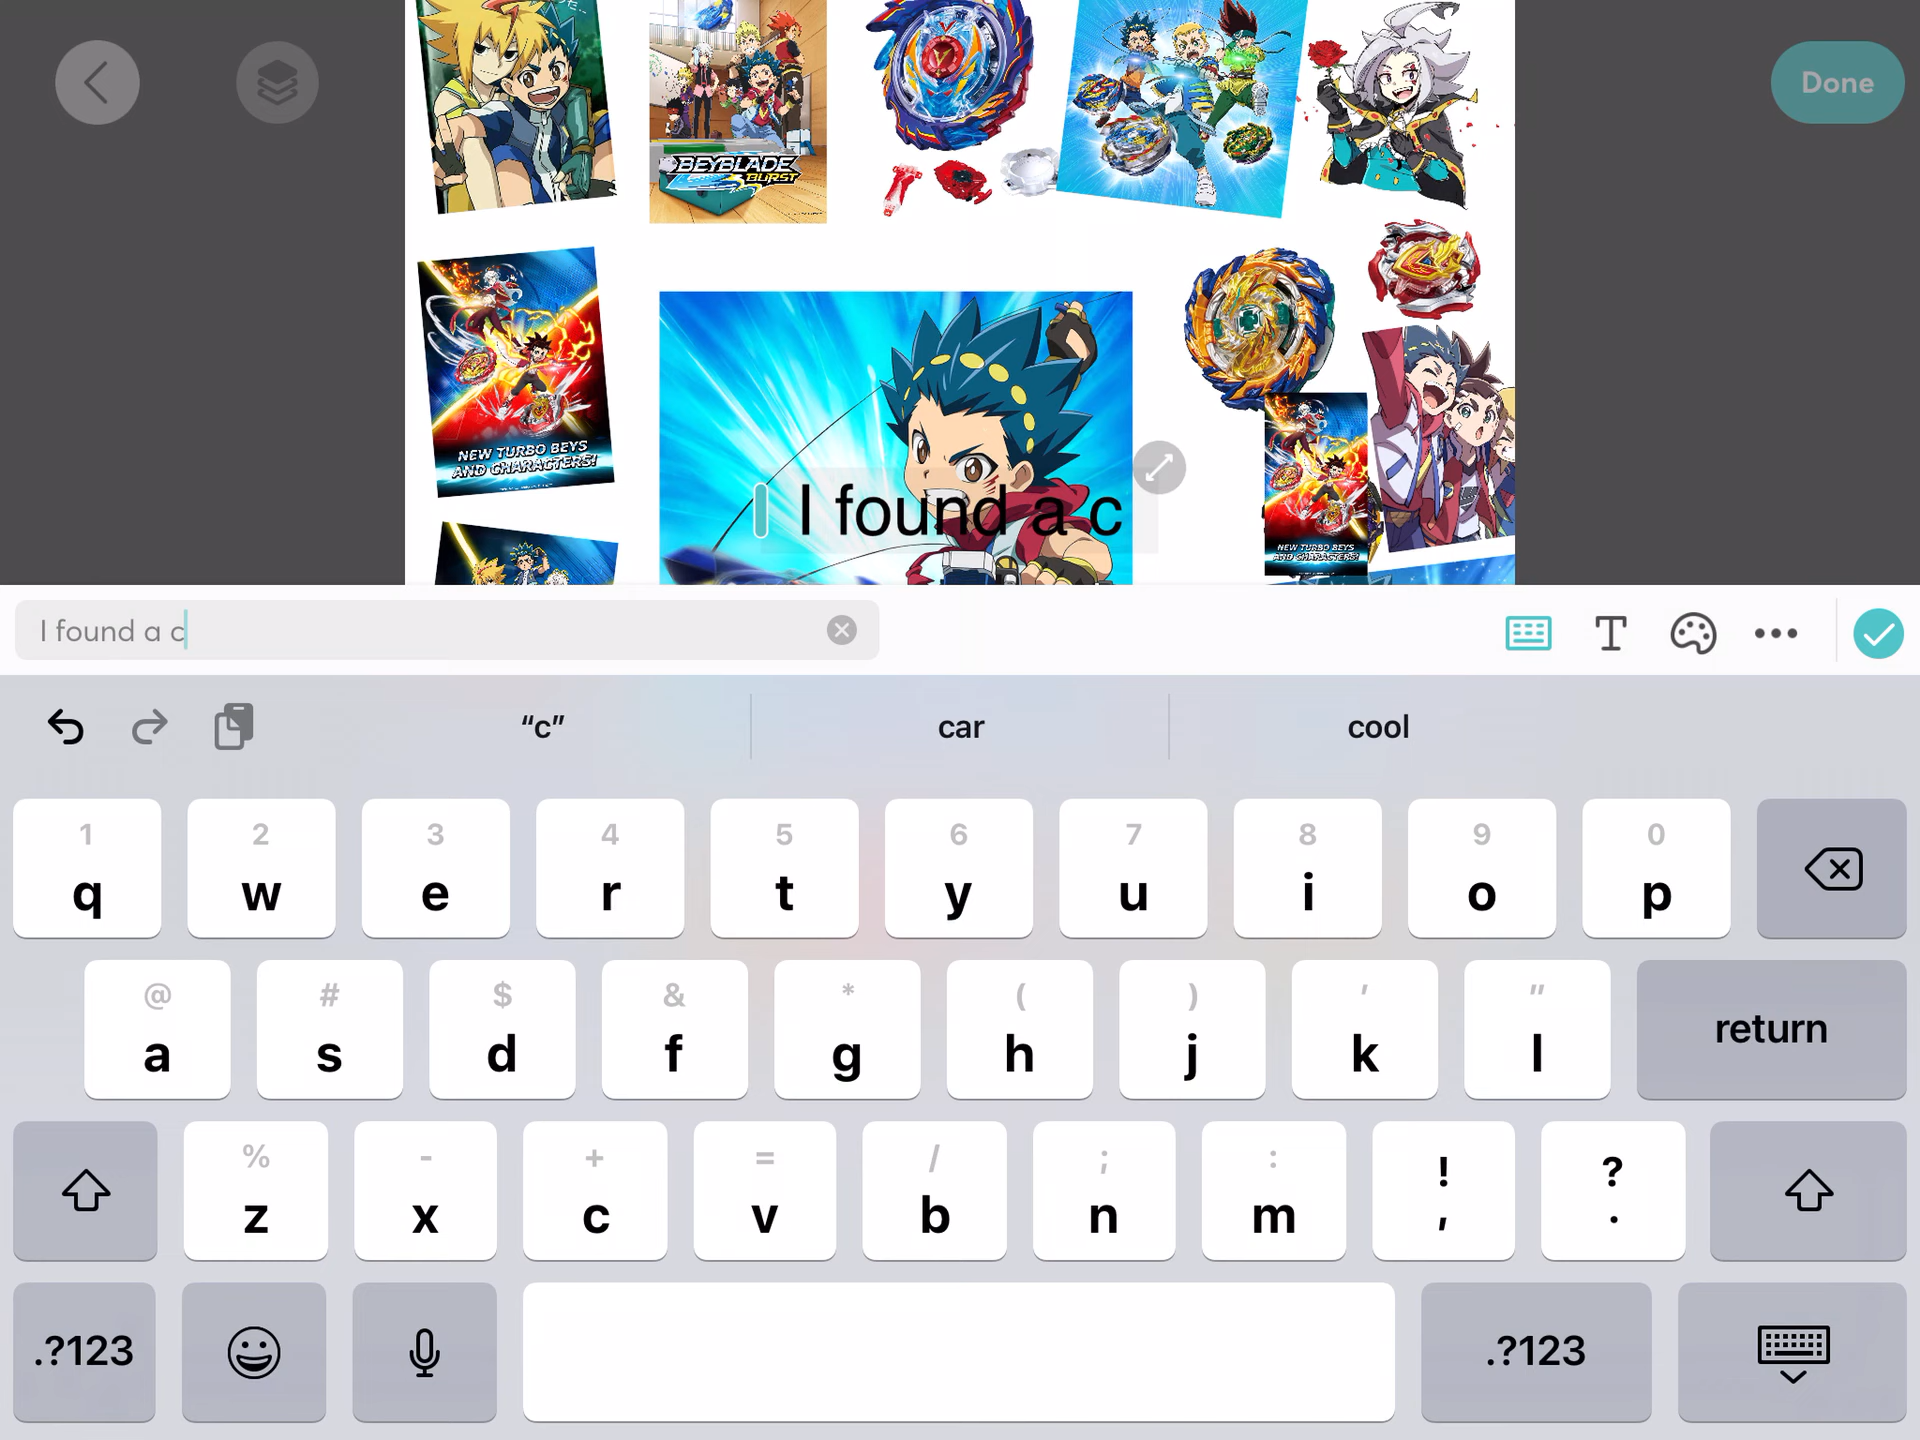 Done
BEYBLADE
BURST
NEW TURBO BEYS
AND CHARACTERS!
NEW TURBO BEYS
AND CHARACTERS!
I found a c
I found a c
T
“c”
car
cool
1 2 3 4 5 6 7 8 9 0
q w e r t y u i o p
@ # $ & * ( ) ' "
a s d f g h j k l
return
% - + = / ; : ! ?
z x c v b n m , .
.?123
.?123